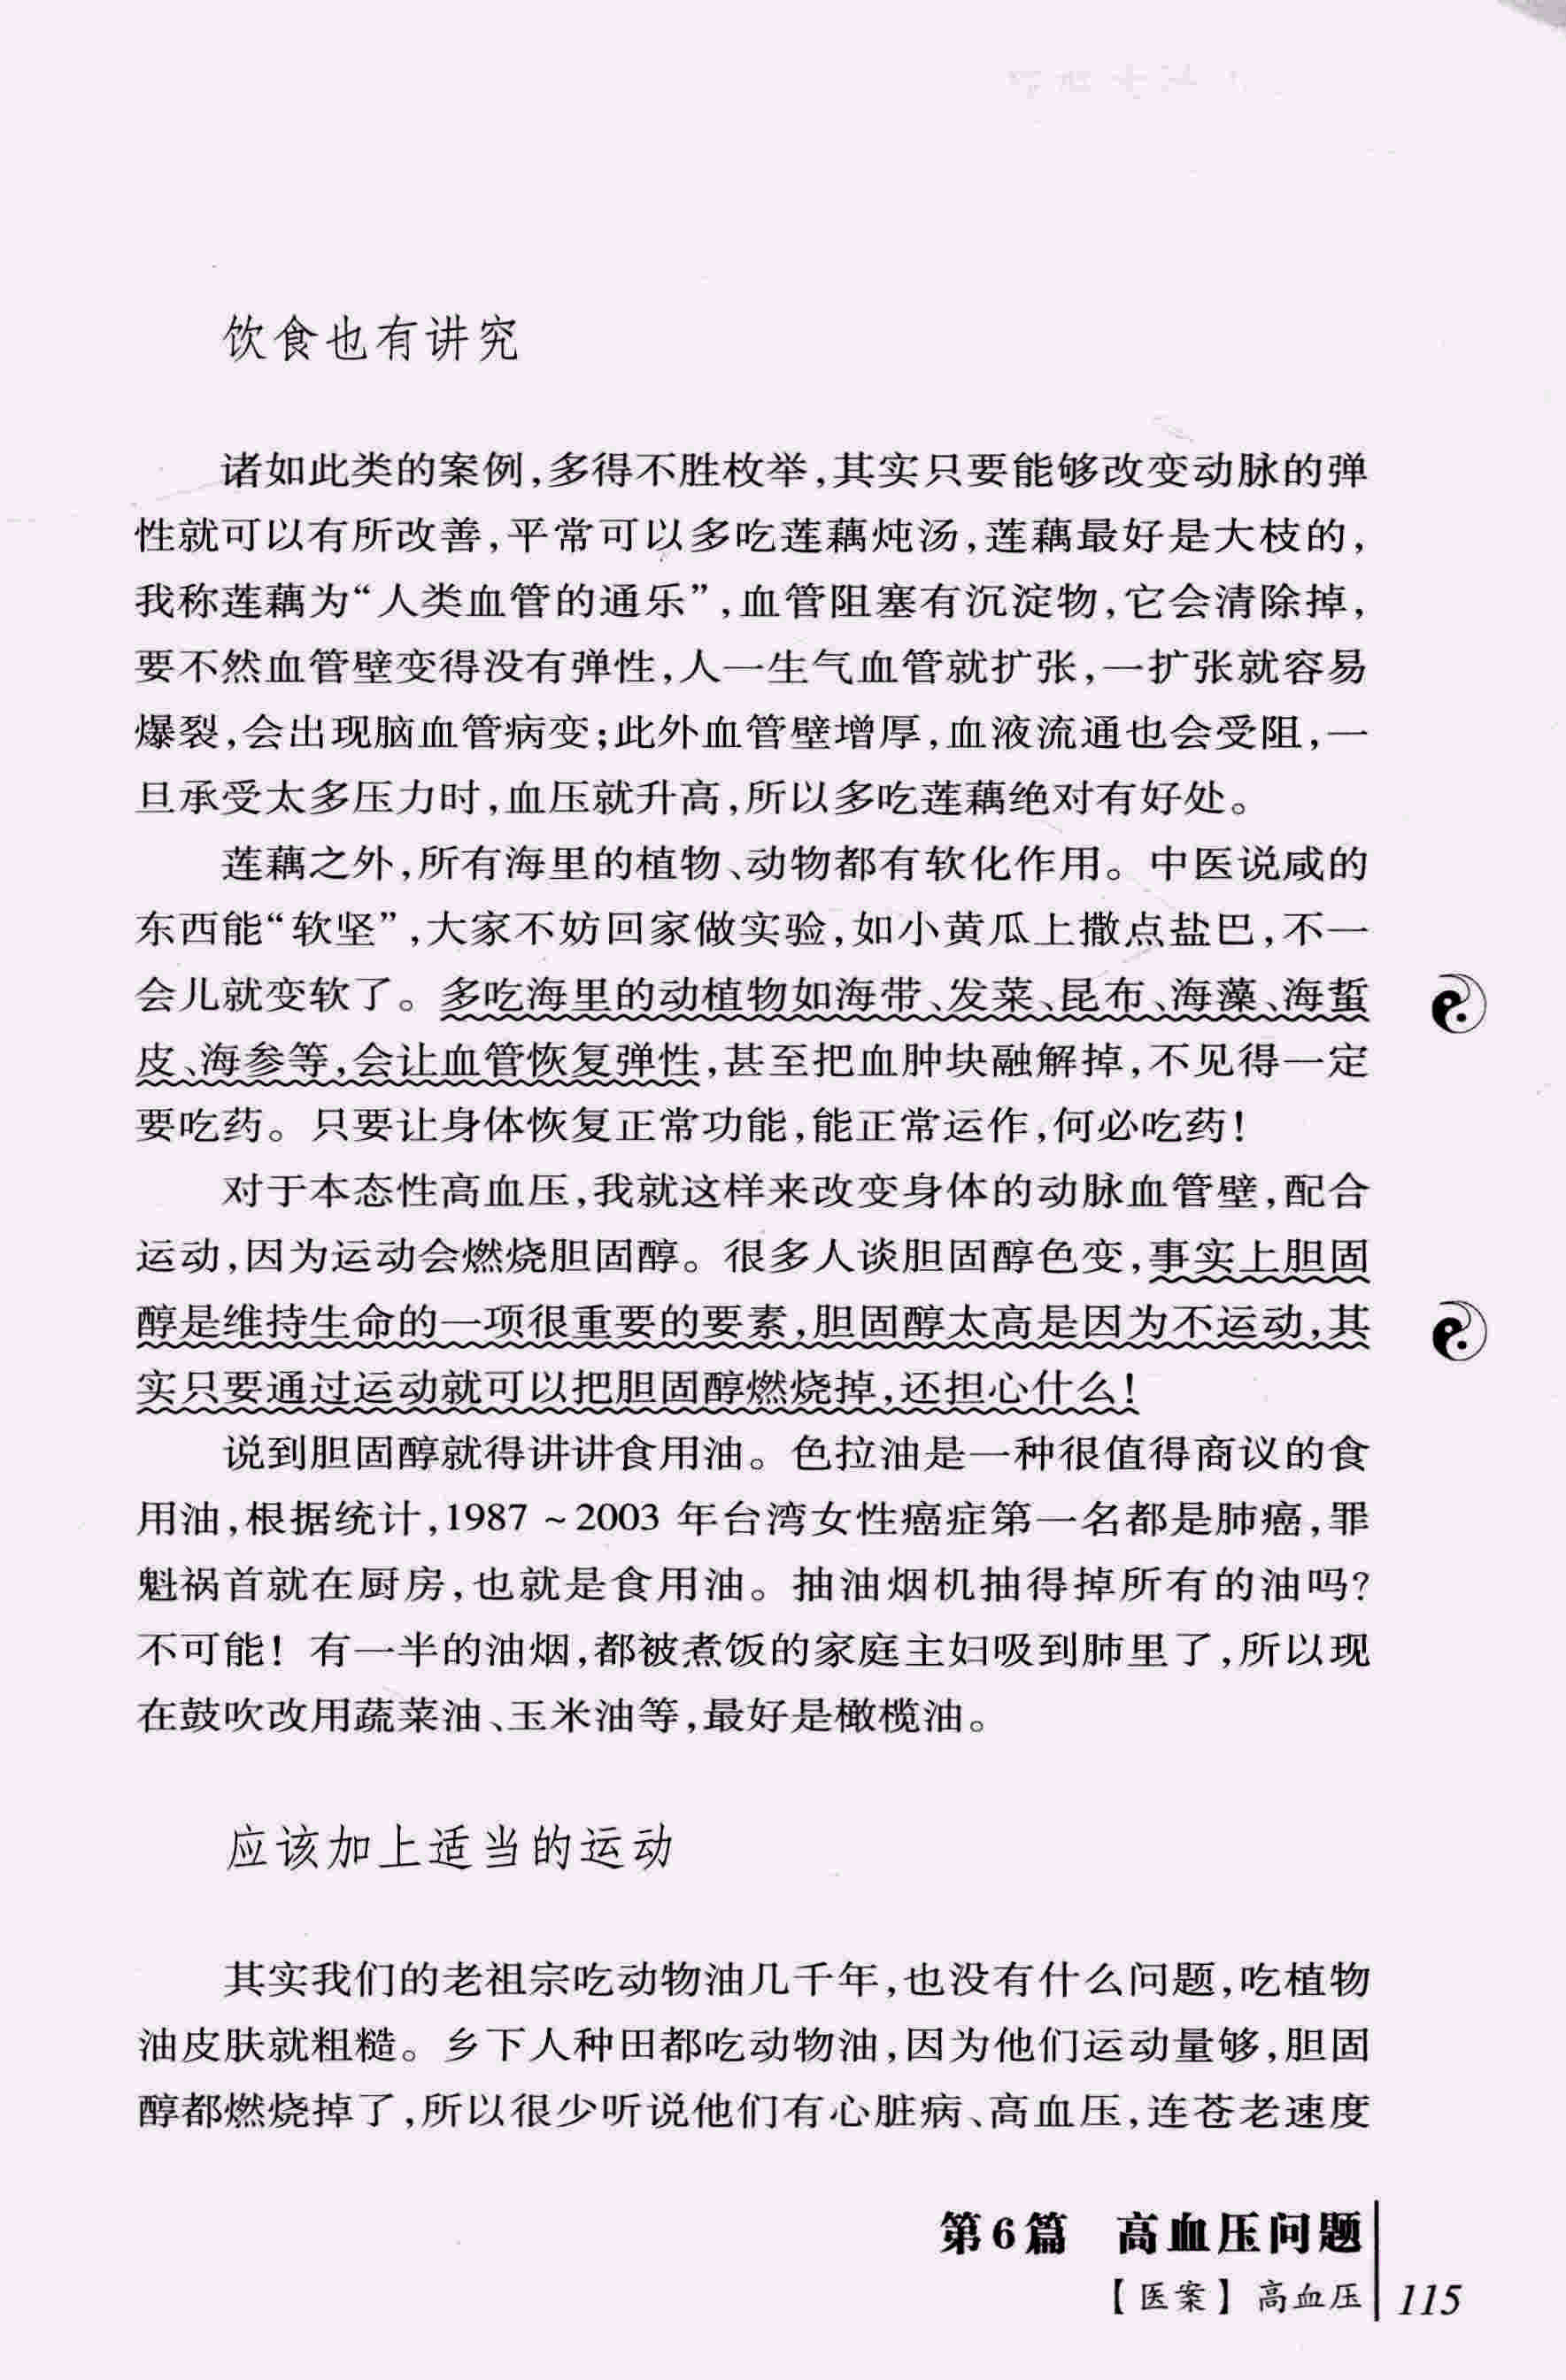 饮食也有讲究
诸如此类的案例,多得不胜枚举,其实只要能够改变动脉的弹
性就可以有所改善,平常可以多吃莲藕炖汤,莲藕最好是大枝的,
我称莲藕为“人类血管的通乐”,血管阻塞有沉淀物,它会清除掉,
要不然血管壁变得没有弹性,人一生气血管就扩张,一扩张就容易
爆裂,会出现脑血管病变;此外血管壁增厚,血液流通也会受阻,一
旦承受太多压力时,血压就升高,所以多吃莲藕绝对有好处。
莲藕之外,所有海里的植物、动物都有软化作用。中医说咸的
东西能“软坚”,大家不妨回家做实验,如小黄瓜上撒点盐巴,不一
会儿就变软了。多吃海里的动植物如海带、发菜、昆布、海藻、海蜇
皮、海参等,会让血管恢复弹性,甚至把血肿块融解掉,不见得一定
要吃药。只要让身体恢复正常功能,能正常运作,何必吃药!
对于本态性高血压,我就这样来改变身体的动脉血管壁,配合
运动,因为运动会燃烧胆固醇。很多人谈胆固醇色变,事实上胆固
醇是维持生命的一项很重要的要素,胆固醇太高是因为不运动,其
实只要通过运动就可以把胆固醇燃烧掉,还担心什么!
说到胆固醇就得讲讲食用油。色拉油是一种很值得商议的食
用油,根据统计,1987~2003 年台湾女性癌症第一名都是肺癌,罪
魁祸首就在厨房,也就是食用油。抽油烟机抽得掉所有的油吗?
不可能! 有一半的油烟,都被煮饭的家庭主妇吸到肺里了,所以现
在鼓吹改用蔬菜油、玉米油等,最好是橄榄油。
应该加上适当的运动
其实我们的老祖宗吃动物油几千年,也没有什么问题,吃植物
油皮肤就粗糙。乡下人种田都吃动物油,因为他们运动量够,胆固
醇都燃烧掉了,所以很少听说他们有心脏病、高血压,连苍老速度
第6篇 高血压问题
【医案】高血压 115